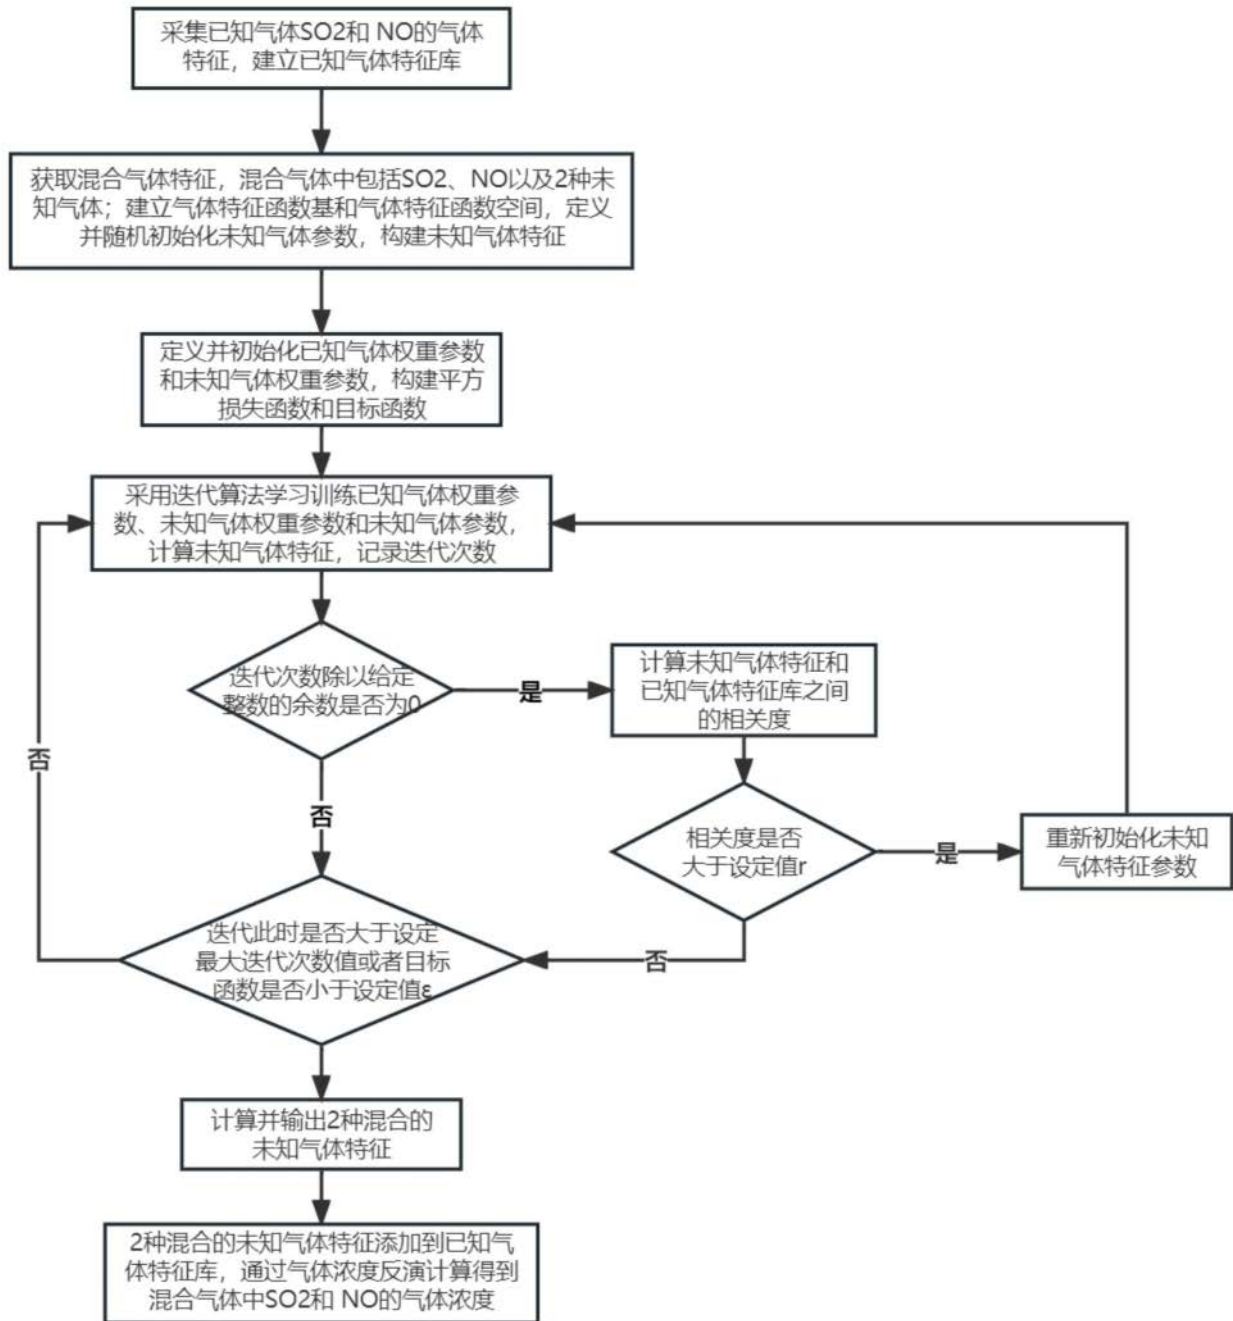 采集已知气体SO2和 NO的气体
特征，建立已知气体特征库
获取混合气体特征，混合气体中包括SO2、NO以及2种未
知气体；建立气体特征函数基和气体特征函数空间，定义
并随机初始化未知气体参数，构建未知气体特征
定义并初始化已知气体权重参数
和未知气体权重参数，构建平方
损失函数和目标函数
采用迭代算法学习训练已知气体权重参
数、未知气体权重参数和未知气体参数，
计算未知气体特征，记录迭代次数
迭代次数除以给定
整数的余数是否为0
是
计算未知气体特征和
已知气体特征库之间
的相关度
否
否
相关度是否
大于设定值r
是
重新初始化未知
气体特征参数
迭代此时是否大于设定
最大迭代次数值或者目标
函数是否小于设定值ε
否
计算并输出2种混合的
未知气体特征
2种混合的未知气体特征添加到已知气
体特征库，通过气体浓度反演计算得到
混合气体中SO2和 NO的气体浓度